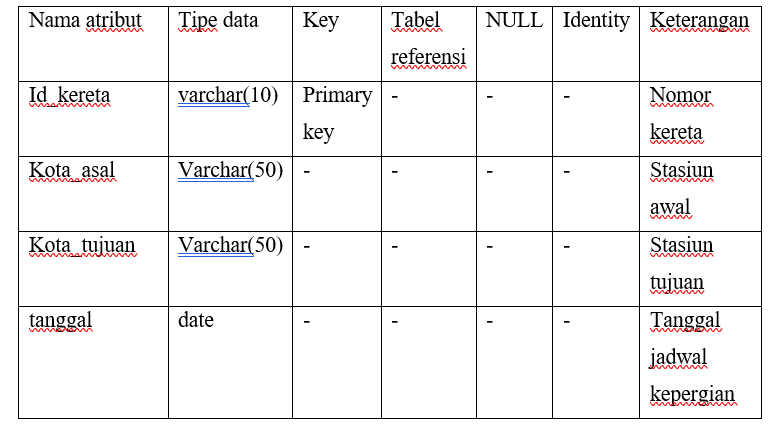 Nama atribut Tipe data Key Tabel referensi NULL Identity Keterangan
Id_kereta varchar(10) Primary key - - - Nomor kereta
Kota_asal Varchar(50) - - - - Stasiun awal
Kota_tujuan Varchar(50) - - - - Stasiun tujuan
tanggal date - - - - Tanggal jadwal kepergian